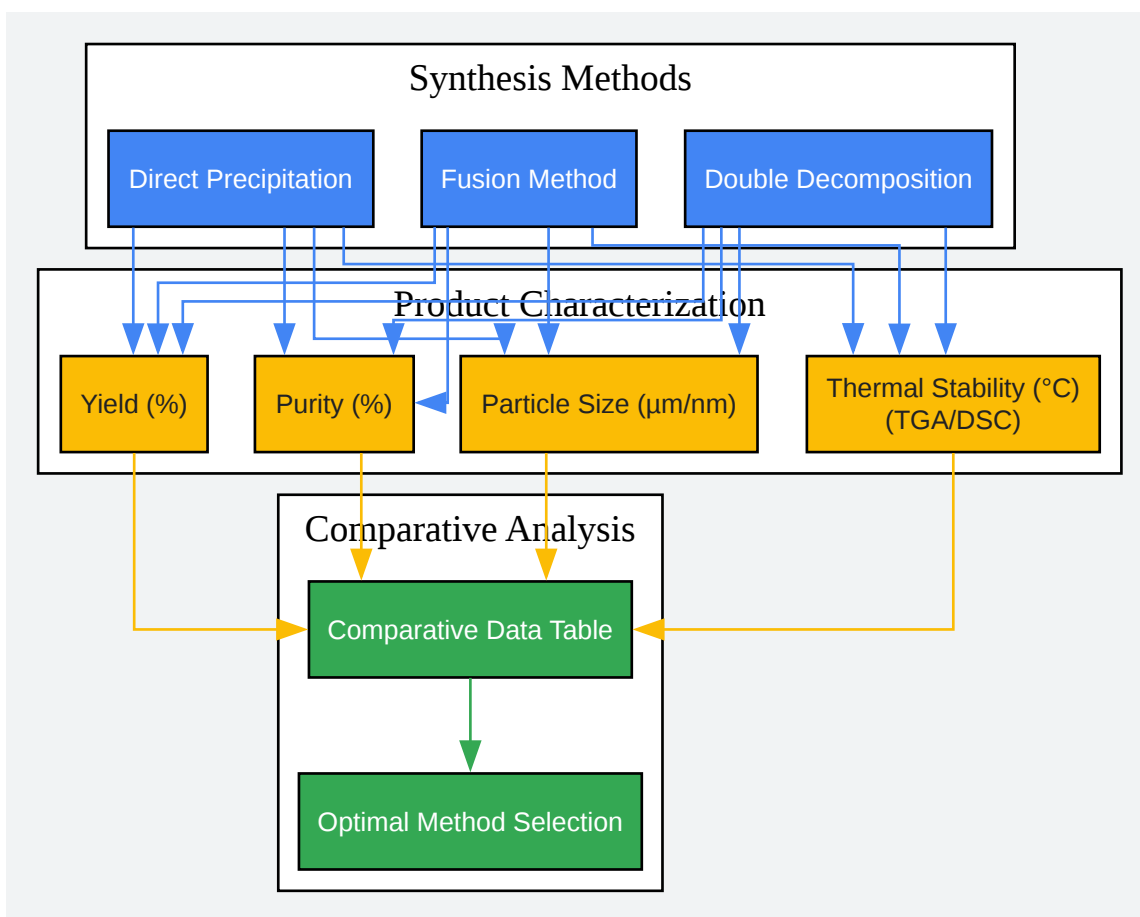 Synthesis Methods
Direct Precipitation
Fusion Method
Double Decomposition
Product Characterization
Yield (%)
Purity (%)
Particle Size (µm/nm)
Thermal Stability (°C)
(TGA/DSC)
Comparative Analysis
Comparative Data Table
Optimal Method Selection